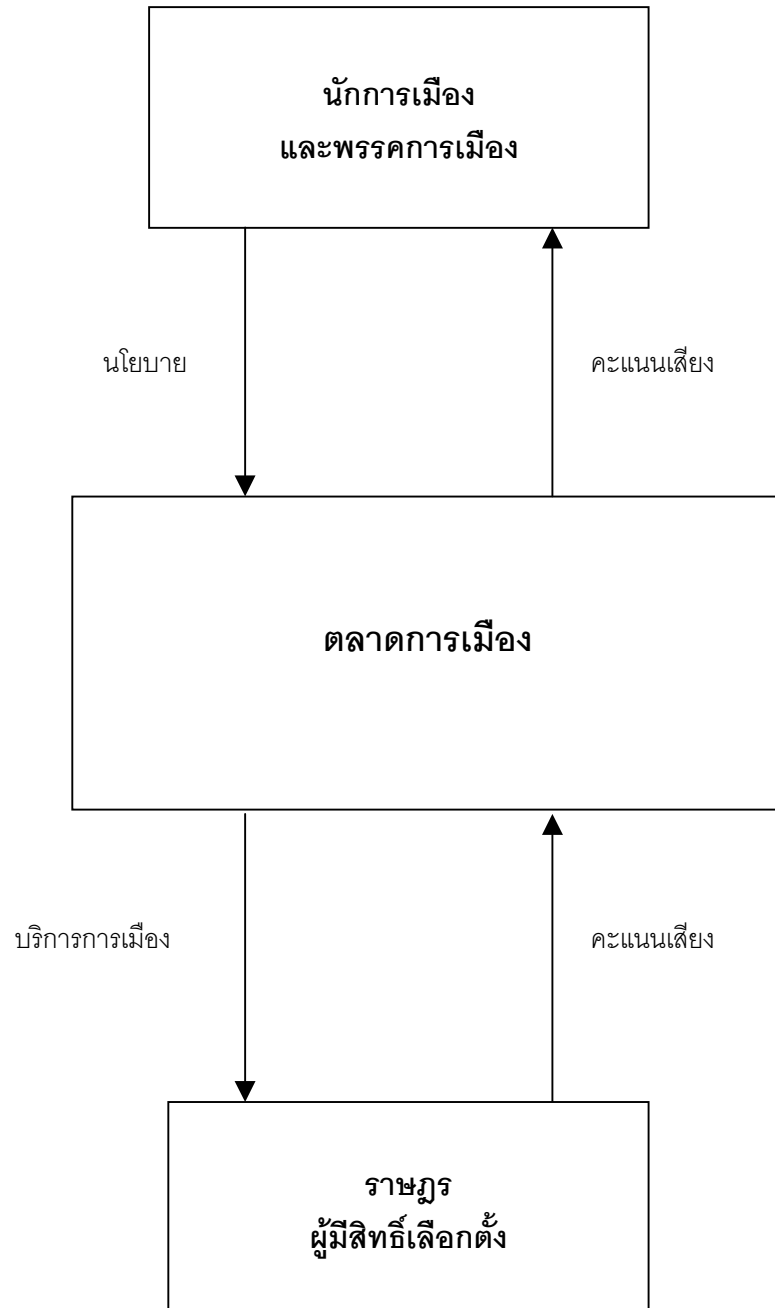 นักการเมือง
และพรรคการเมือง
นโยบาย
คะแนนเสียง
ตลาดการเมือง
บริการการเมือง
คะแนนเสียง
ราษฎร
ผู้มีสิทธิ์เลือกตั้ง